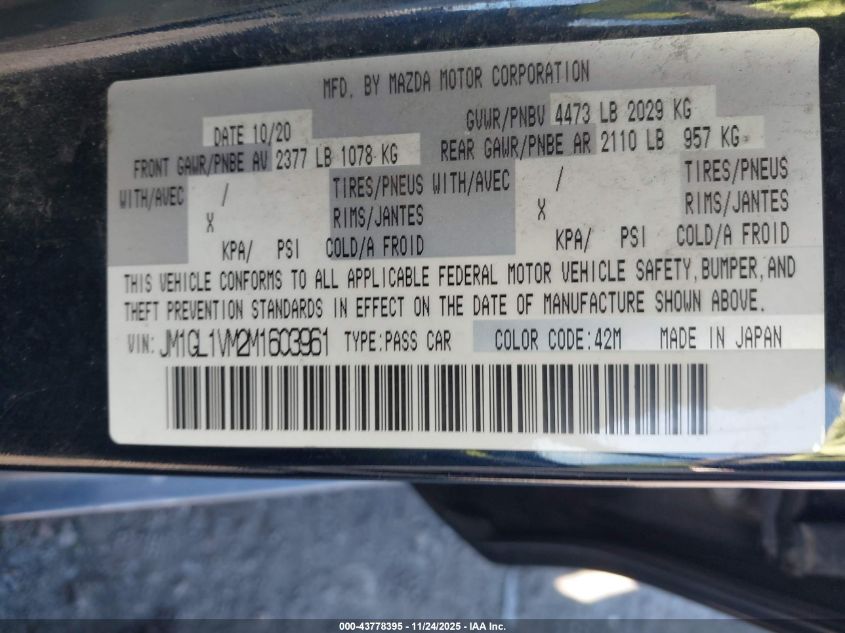 MFD. BY MAZDA MOTOR CORPORATION
DATE 10/20 GVWR/PNBV 4473 LB 2029 KG
FRONT GAWR/PNBE AV 2377 LB 1078 KG REAR GAWR/PNBE AR 2110 LB 957 KG
WITH/AVEC / TIRES/PNEUS WITH/AVEC / TIRES/PNEUS
X RIMS/JANTES X RIMS/JANTES
KPA/ PSI COLD/A FROID KPA/ PSI COLD/A FROID
THIS VEHICLE CONFORMS TO ALL APPLICABLE FEDERAL MOTOR VEHICLE SAFETY, BUMPER, AND
THEFT PREVENTION STANDARDS IN EFFECT ON THE DATE OF MANUFACTURE SHOWN ABOVE.
VIN: JM1GL1VM2M1603961 TYPE: PASS CAR COLOR CODE: 42M MADE IN JAPAN
000-43778395 - 11/24/2025 - IAA Inc.